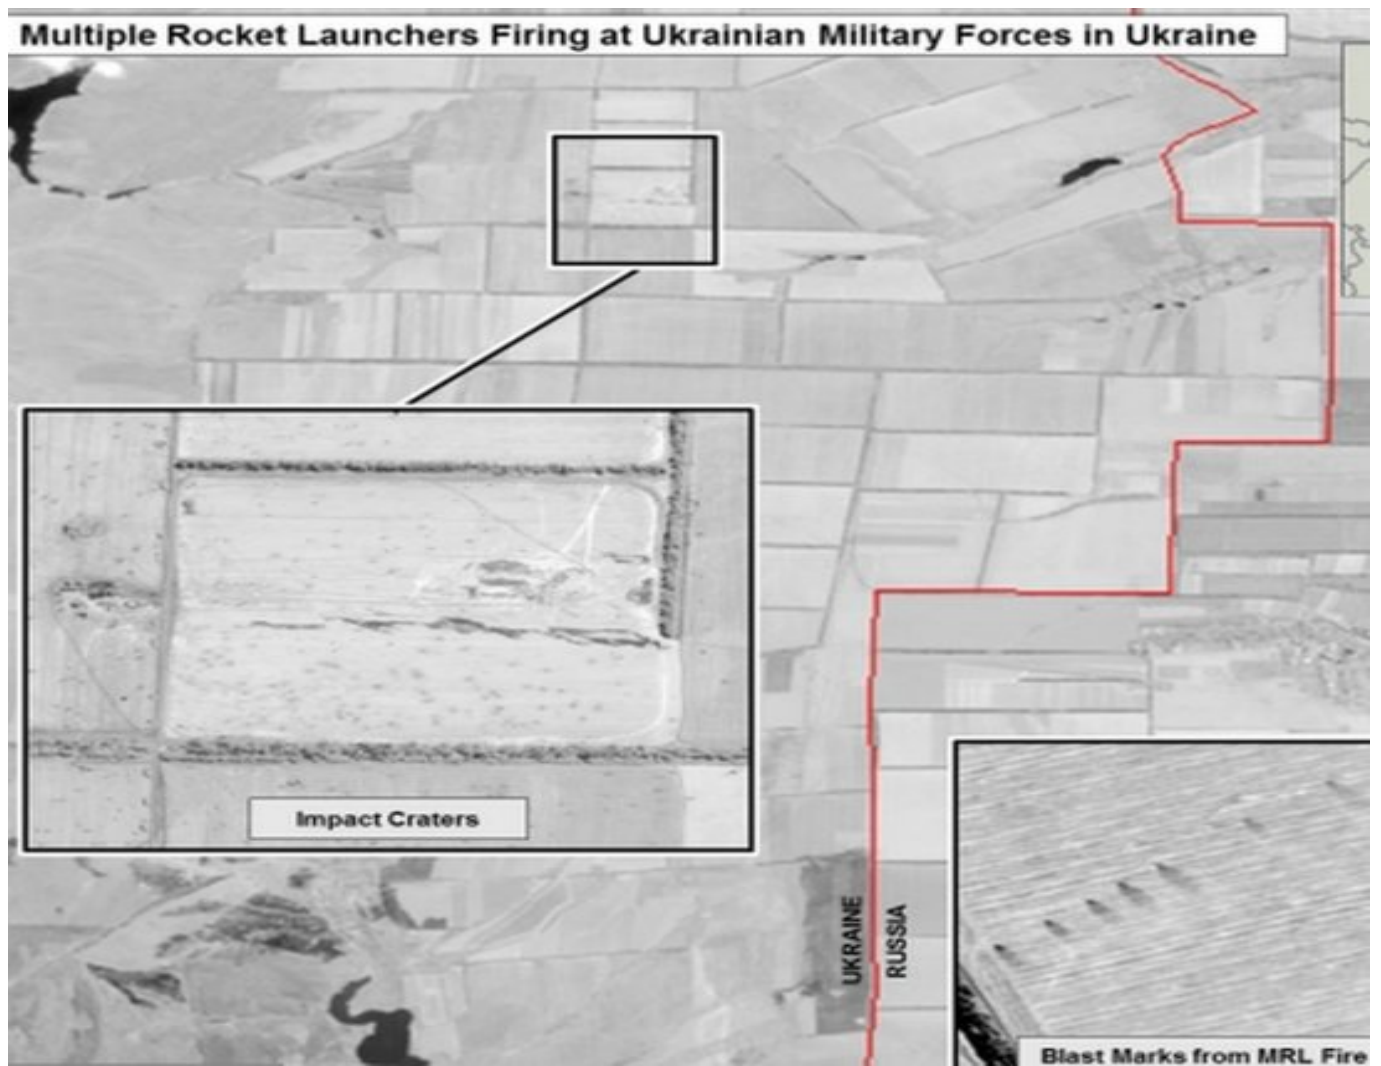 Multiple Rocket Launchers Firing at Ukrainian Military Forces in Ukraine
Impact Craters
UKRAINE
RUSSIA
Blast Marks from MRL Fire